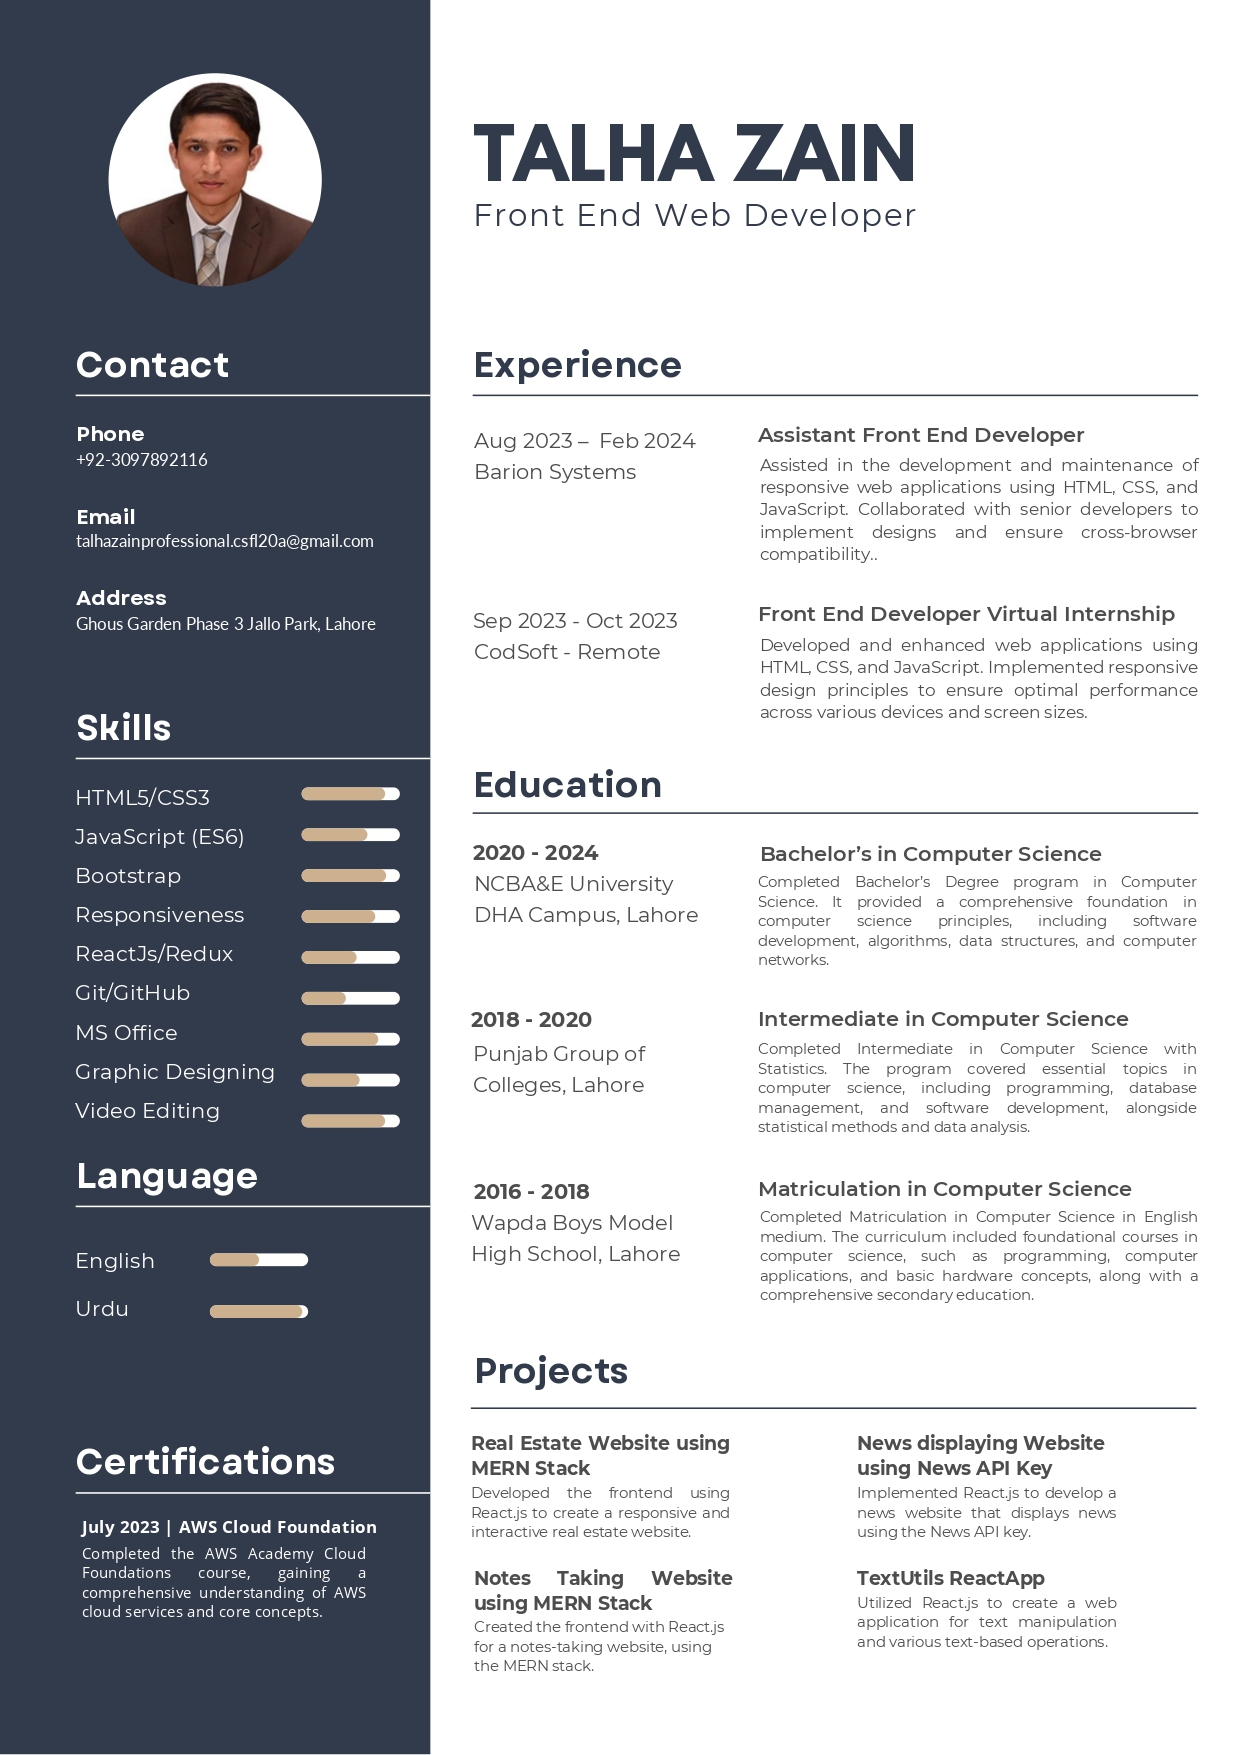 TALHA ZAIN
Front End Web Developer
Contact
Phone
+92-3097892116
Email
talhazainprofessional.csfl20a@gmail.com
Address
Ghous Garden Phase 3 Jallo Park, Lahore
Skills
HTML5/CSS3
JavaScript (ES6)
Bootstrap
Responsiveness
ReactJs/Redux
Git/GitHub
MS Office
Graphic Designing
Video Editing
Language
English
Urdu
Certifications
July 2023 | AWS Cloud Foundation
Completed the AWS Academy Cloud
Foundations course, gaining a
comprehensive understanding of AWS
cloud services and core concepts.
Experience
Aug 2023 – Feb 2024
Barion Systems
Assistant Front End Developer
Assisted in the development and maintenance of
responsive web applications using HTML, CSS, and
JavaScript. Collaborated with senior developers to
implement designs and ensure cross-browser
compatibility..
Sep 2023 - Oct 2023
CodSoft - Remote
Front End Developer Virtual Internship
Developed and enhanced web applications using
HTML, CSS, and JavaScript. Implemented responsive
design principles to ensure optimal performance
across various devices and screen sizes.
Education
2020 - 2024
NCBA&E University
DHA Campus, Lahore
Bachelor’s in Computer Science
Completed Bachelor’s Degree program in Computer
Science. It provided a comprehensive foundation in
computer science principles, including software
development, algorithms, data structures, and computer
networks.
2018 - 2020
Punjab Group of
Colleges, Lahore
Intermediate in Computer Science
Completed Intermediate in Computer Science with
Statistics. The program covered essential topics in
computer science, including programming, database
management, and software development, alongside
statistical methods and data analysis.
2016 - 2018
Wapda Boys Model
High School, Lahore
Matriculation in Computer Science
Completed Matriculation in Computer Science in English
medium. The curriculum included foundational courses in
computer science, such as programming, computer
applications, and basic hardware concepts, along with a
comprehensive secondary education.
Projects
Real Estate Website using
MERN Stack
Developed the frontend using
React.js to create a responsive and
interactive real estate website.
News displaying Website
using News API Key
Implemented React.js to develop a
news website that displays news
using the News API key.
Notes Taking Website
using MERN Stack
Created the frontend with React.js
for a notes-taking website, using
the MERN stack.
TextUtils ReactApp
Utilized React.js to create a web
application for text manipulation
and various text-based operations.